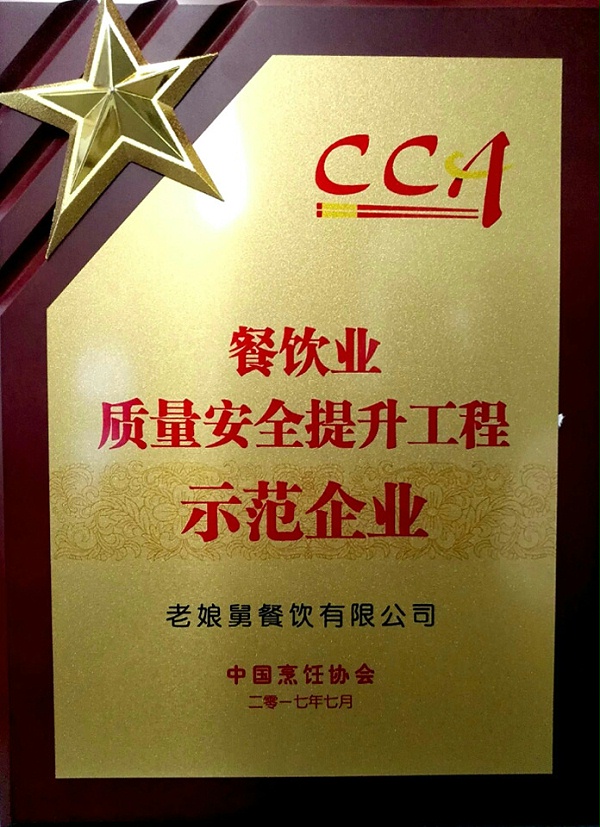 CCA
餐饮业
质量安全提升工程
示范企业
老娘舅餐饮有限公司
中国烹饪协会
二零一七年七月